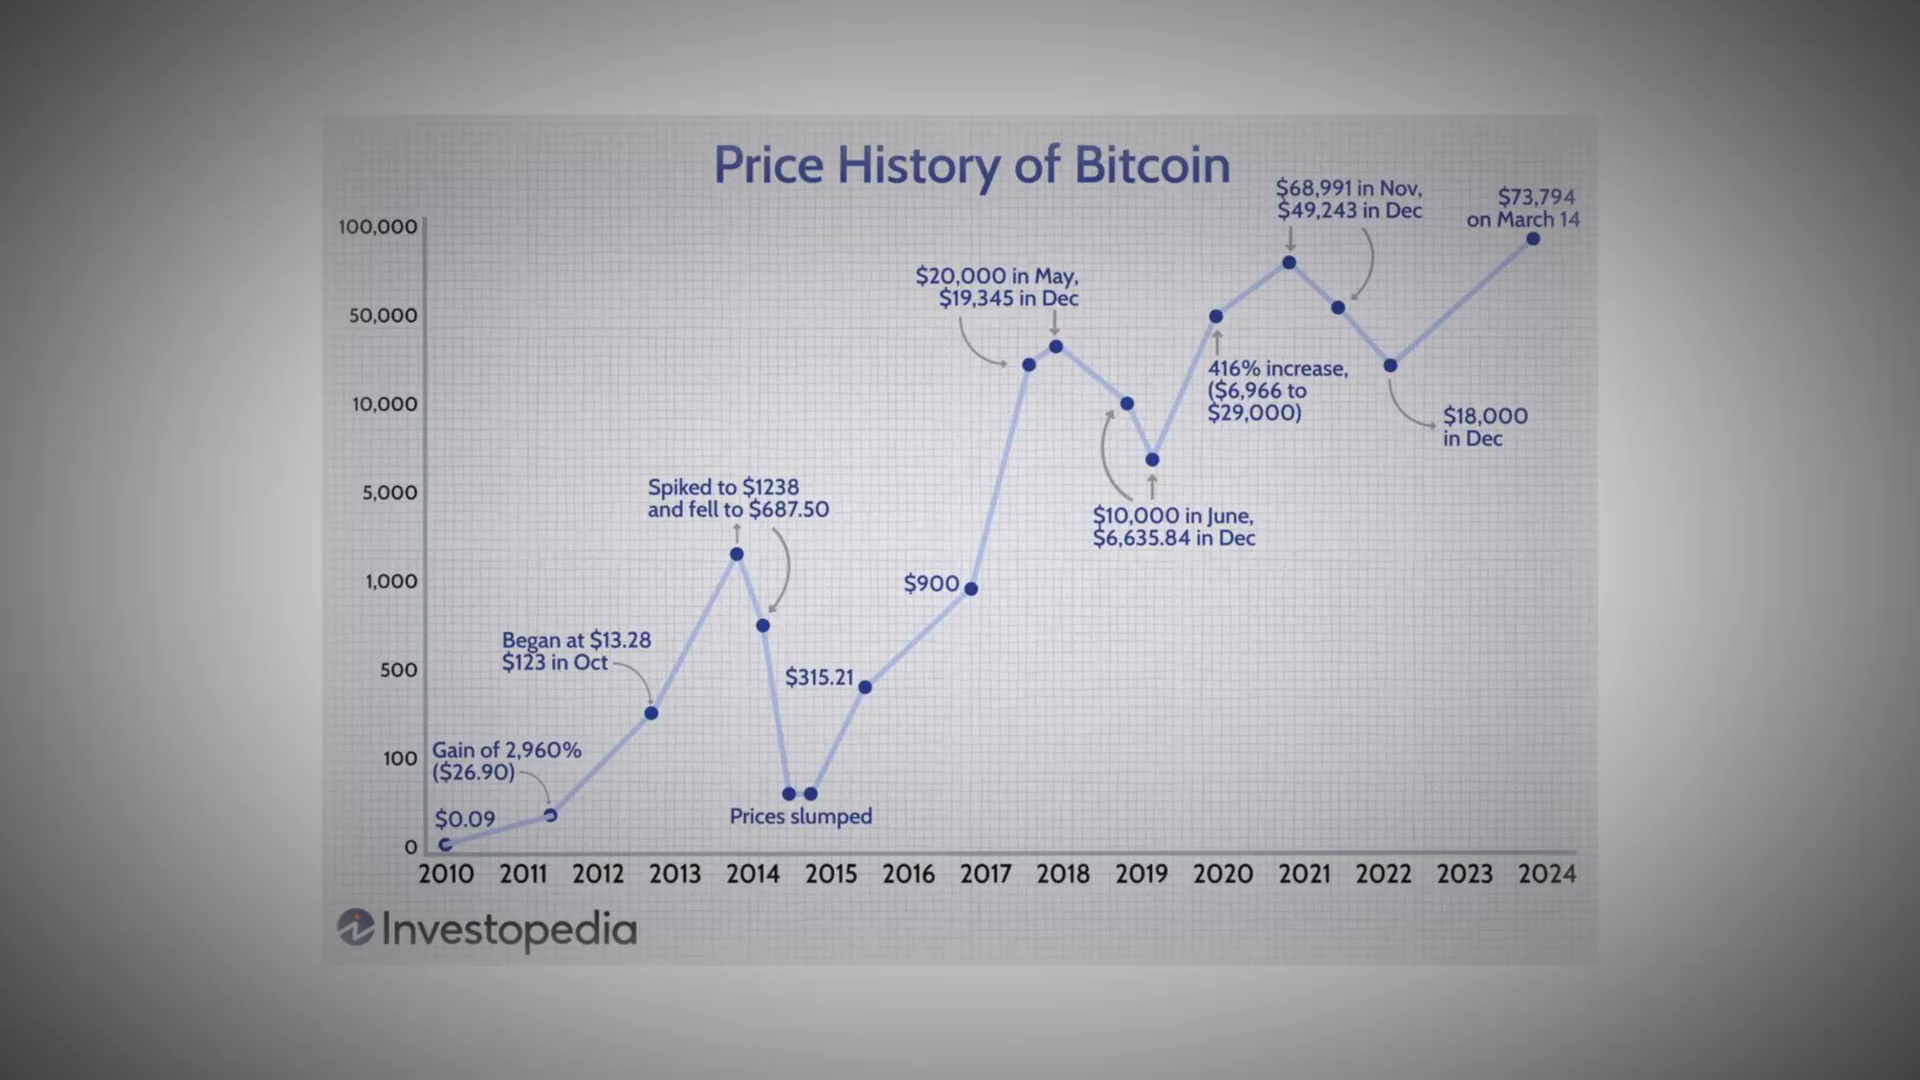 Price History of Bitcoin
$68,991 in Nov,
$49,243 in Dec
$73,794
on March 14
100,000
50,000
10,000
5,000
1,000
500
100
0
$20,000 in May,
$19,345 in Dec
416% increase,
($6,966 to
$29,000)
$18,000
in Dec
Spiked to $1238
and fell to $687.50
$10,000 in June,
$6,635.84 in Dec
$900
Began at $13.28
$123 in Oct
$315.21
Gain of 2,960%
($26.90)
$0.09
Prices slumped
2010 2011 2012 2013 2014 2015 2016 2017 2018 2019 2020 2021 2022 2023 2024
Investopedia